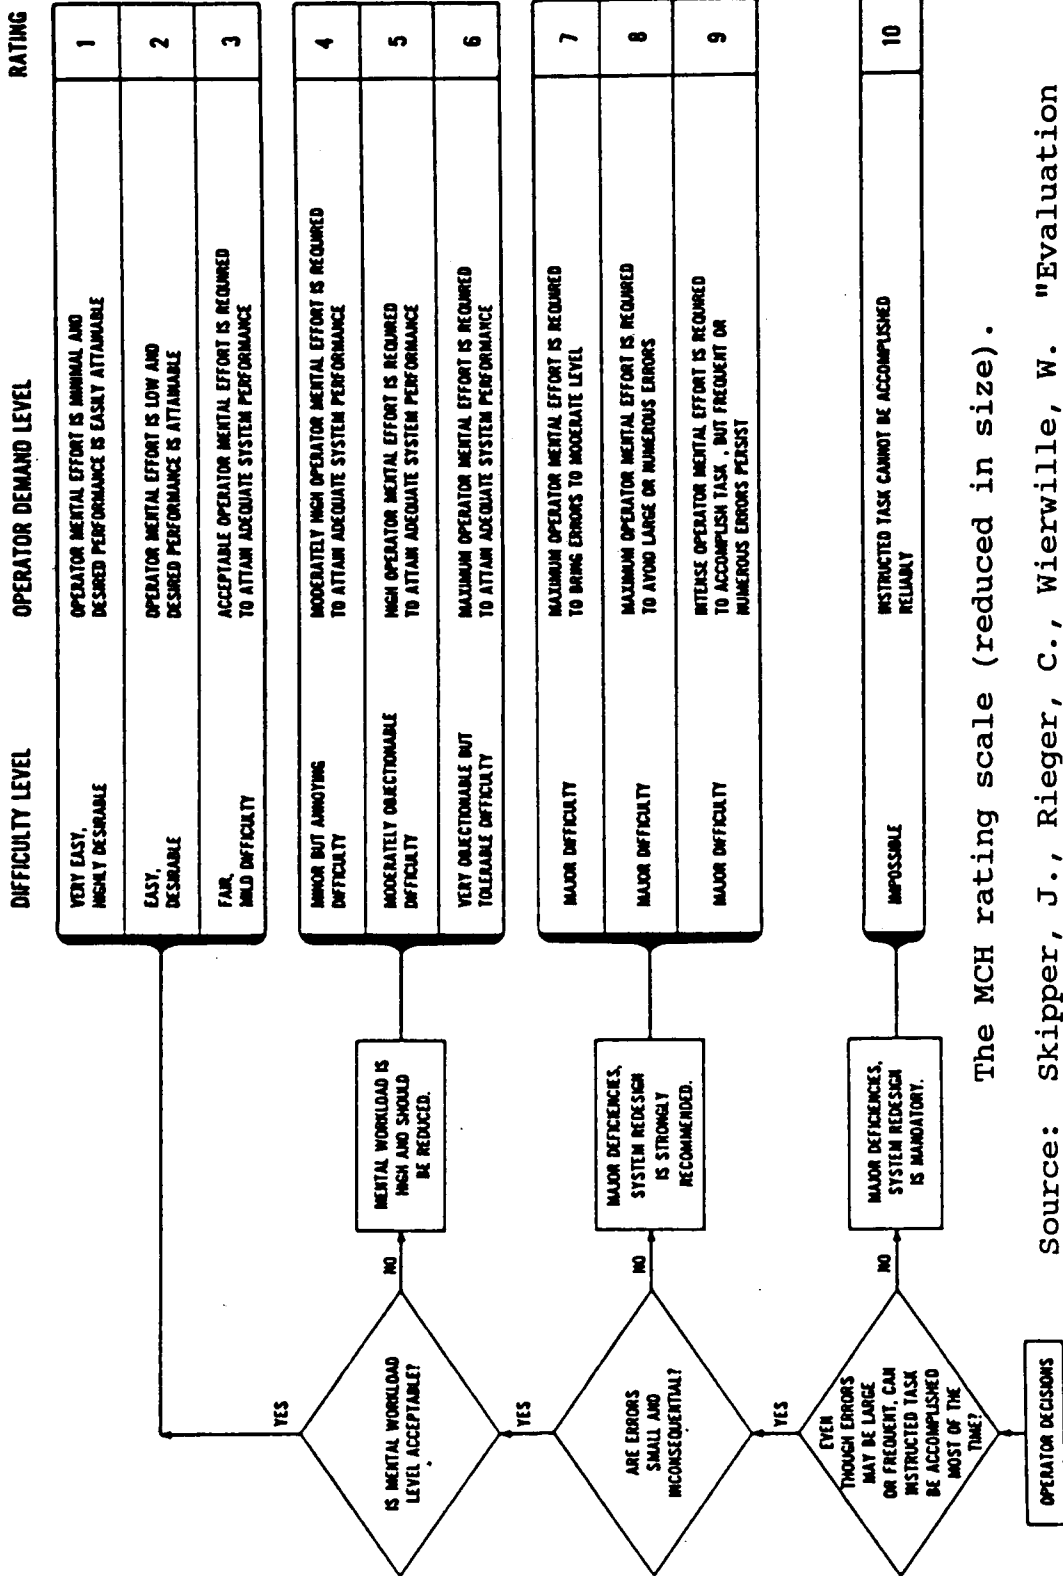 DIFFICULTY LEVEL
OPERATOR DEMAND LEVEL
RATING
VERY EASY,
HIGHLY DESIRABLE
OPERATOR MENTAL EFFORT IS MINIMAL AND
DESIRED PERFORMANCE IS EASILY ATTAINABLE
1
EASY,
DESIRABLE
OPERATOR MENTAL EFFORT IS LOW AND
DESIRED PERFORMANCE IS ATTAINABLE
2
FAIR,
MILD DIFFICULTY
ACCEPTABLE OPERATOR MENTAL EFFORT IS REQUIRED
TO ATTAIN ADEQUATE SYSTEM PERFORMANCE
3
YES
IS MENTAL WORKLOAD
LEVEL ACCEPTABLE?
NO
MENTAL WORKLOAD IS
HIGH AND SHOULD
BE REDUCED.
MINOR BUT ANNOYING
DIFFICULTY
MODERATELY HIGH OPERATOR MENTAL EFFORT IS REQUIRED
TO ATTAIN ADEQUATE SYSTEM PERFORMANCE
4
MODERATELY OBJECTIONABLE
DIFFICULTY
HIGH OPERATOR MENTAL EFFORT IS REQUIRED
TO ATTAIN ADEQUATE SYSTEM PERFORMANCE
5
VERY OBJECTIONABLE BUT
TOLERABLE DIFFICULTY
MAXIMUM OPERATOR MENTAL EFFORT IS REQUIRED
TO ATTAIN ADEQUATE SYSTEM PERFORMANCE
6
YES
ARE ERRORS
SMALL AND
INCONSEQUENTIAL?
NO
MAJOR DEFICIENCIES,
SYSTEM REDESIGN
IS STRONGLY
RECOMMENDED.
MAJOR DIFFICULTY
MAXIMUM OPERATOR MENTAL EFFORT IS REQUIRED
TO BRING ERRORS TO MODERATE LEVEL
7
MAJOR DIFFICULTY
MAXIMUM OPERATOR MENTAL EFFORT IS REQUIRED
TO AVOID LARGE OR NUMEROUS ERRORS
8
MAJOR DIFFICULTY
INTENSE OPERATOR MENTAL EFFORT IS REQUIRED
TO ACCOMPLISH TASK , BUT FREQUENT OR
NUMEROUS ERRORS PERSIST
9
YES
EVEN
THOUGH ERRORS
MAY BE LARGE
OR FREQUENT, CAN
INSTRUCTED TASK
BE ACCOMPLISHED
MOST OF THE
TIME?
NO
MAJOR DEFICIENCIES,
SYSTEM REDESIGN
IS MANDATORY.
IMPOSSIBLE
INSTRUCTED TASK CANNOT BE ACCOMPLISHED
RELIABLY
10
OPERATOR DECISIONS
The MCH rating scale (reduced in size).
Source: Skipper, J., Rieger, C., Wierwille, W. "Evaluation